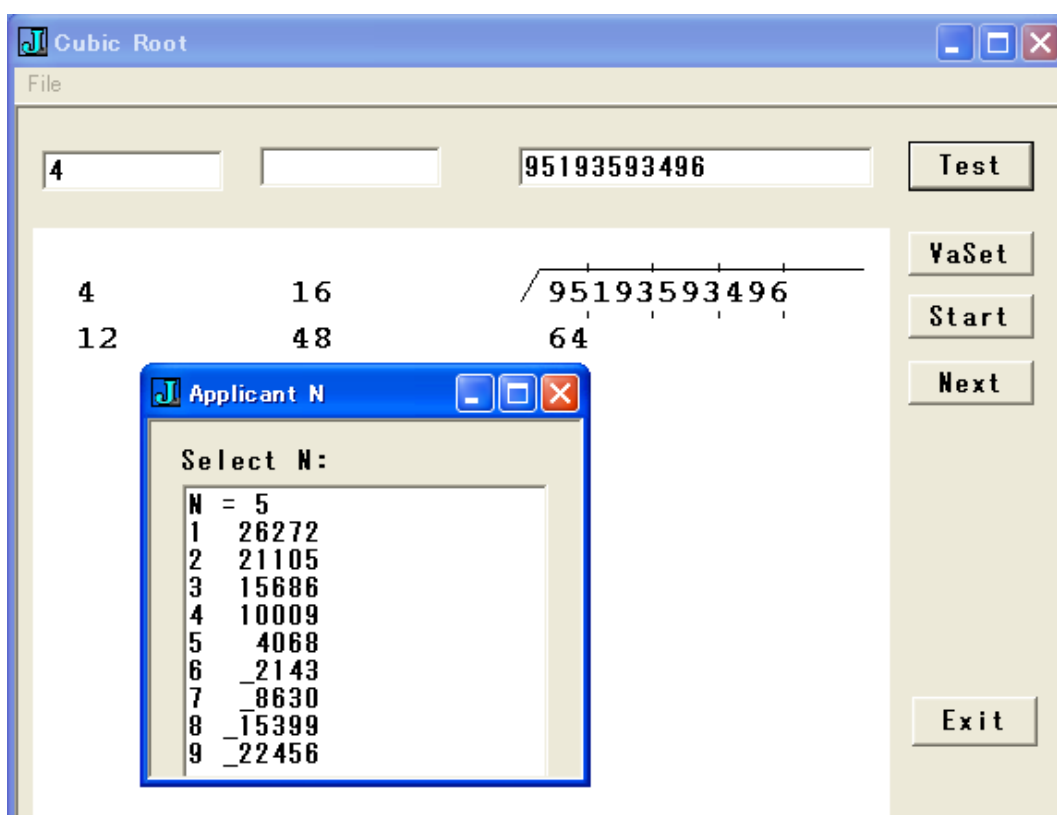 Cubic Root
File
4 95193593496 Test
VaSet
4 16 95193593496
Start
12 48 64
Next
Applicant N
Select N:
N = 5
1 26272
2 21105
3 15686
4 10009
5 4068
6 _2143
7 _8630
8 _15399
9 _22456
Exit